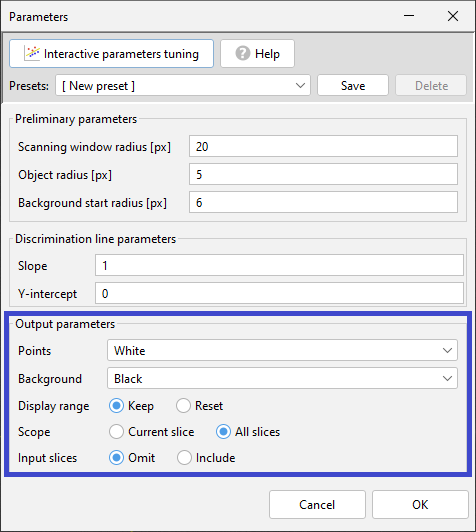 Parameters
Interactive parameters tuning
? Help
Presets: [ New preset ] Save Delete
Preliminary parameters
Scanning window radius [px] 20
Object radius [px] 5
Background start radius [px] 6
Discrimination line parameters
Slope 1
Y-intercept 0
Output parameters
Points White
Background Black
Display range Keep Reset
Scope Current slice All slices
Input slices Omit Include
Cancel OK